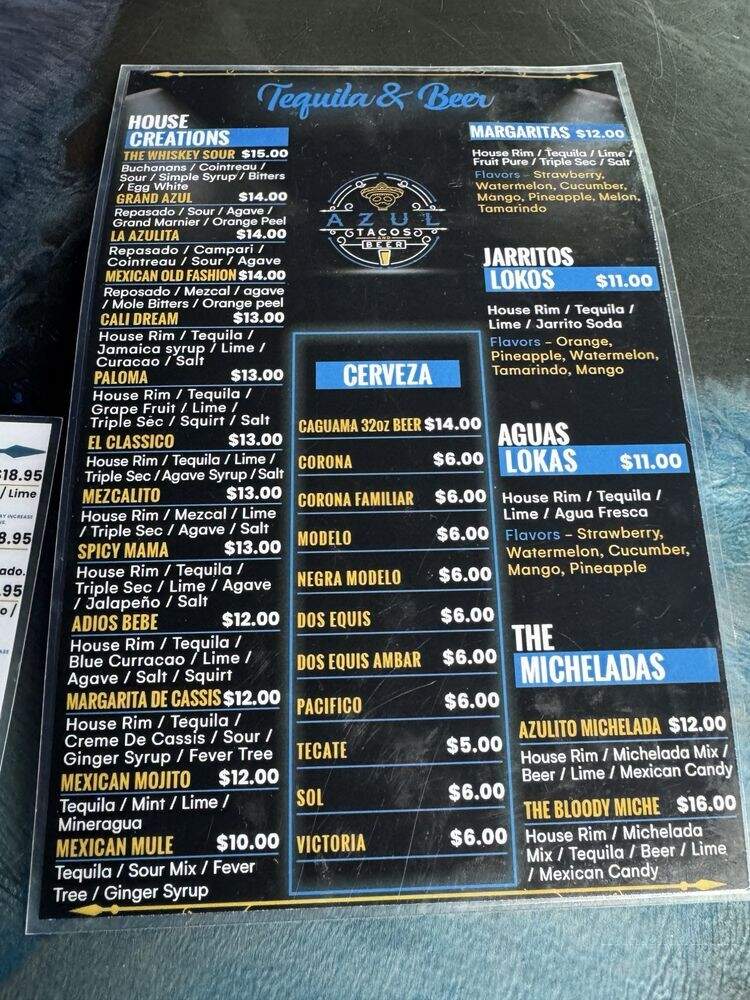 Tequila & Beer
HOUSE
CREATIONS
THE WHISKEY SOUR $15.00
Buchanans / Cointreau /
Sour / Simple Syrup / Bitters
/ Egg White
GRAND AZUL $14.00
Repasado / Sour / Agave /
Grand Marnier / Orange Peel
LA AZULITA $14.00
Repasado / Campari /
Cointreau / Sour / Agave
MEXICAN OLD FASHION $14.00
Reposado / Mezcal / agave
/ Mole Bitters / Orange peel
CALI DREAM $13.00
House Rim / Tequila /
Jamaica syrup / Lime /
Curacao / Salt
PALOMA $13.00
House Rim / Tequila /
Grape Fruit / Lime /
Triple Sec / Squirt / Salt
EL CLASSICO $13.00
House Rim / Tequila / Lime /
Triple Sec / Agave Syrup / Salt
MEZCALITO $13.00
House Rim / Mezcal / Lime
/ Triple Sec / Agave / Salt
SPICY MAMA $13.00
House Rim / Tequila /
Triple Sec / Lime / Agave
/ Jalapeño / Salt
ADIOS BEBE $12.00
House Rim / Tequila /
Blue Curracao / Lime /
Agave / Salt / Squirt
MARGARITA DE CASSIS $12.00
House Rim / Tequila /
Creme De Cassis / Sour /
Ginger Syrup / Fever Tree
MEXICAN MOJITO $12.00
Tequila / Mint / Lime /
Mineragua
MEXICAN MULE $10.00
Tequila / Sour Mix / Fever
Tree / Ginger Syrup
AZUL
TACOS
AND
BEER
CERVEZA
CAGUAMA 32oz BEER $14.00
CORONA $6.00
CORONA FAMILIAR $6.00
MODELO $6.00
NEGRA MODELO $6.00
DOS EQUIS $6.00
DOS EQUIS AMBAR $6.00
PACIFICO $6.00
TECATE $5.00
SOL $6.00
VICTORIA $6.00
MARGARITAS $12.00
House Rim / Tequila / Lime /
Fruit Pure / Triple Sec / Salt
Flavors - Strawberry,
Watermelon, Cucumber,
Mango, Pineapple, Melon,
Tamarindo
JARRITOS
LOKOS $11.00
House Rim / Tequila /
Lime / Jarrito Soda
Flavors - Orange,
Pineapple, Watermelon,
Tamarindo, Mango
AGUAS
LOKAS $11.00
House Rim / Tequila /
Lime / Agua Fresca
Flavors - Strawberry,
Watermelon, Cucumber,
Mango, Pineapple
THE
MICHELADAS
AZULITO MICHELADA $12.00
House Rim / Michelada Mix /
Beer / Lime / Mexican Candy
THE BLOODY MICHE $16.00
House Rim / Michelada
Mix / Tequila / Beer / Lime
/ Mexican Candy
$18.95
/ Lime
AY INCREASE
8.95
ado.
.95
o /